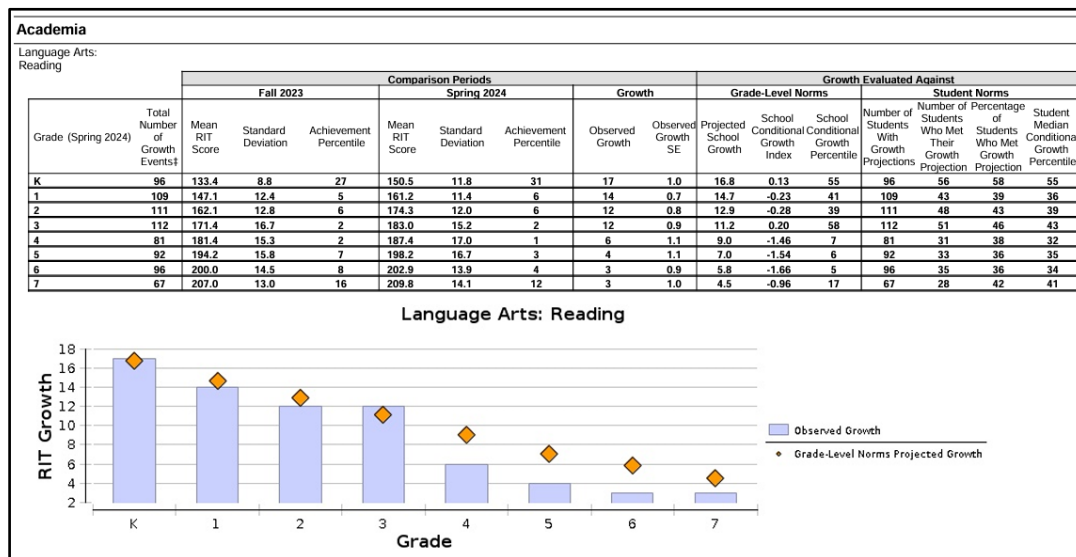 Academia
Language Arts:
Reading
Comparison Periods Growth Evaluated Against
Fall 2023 Spring 2024 Growth Grade-Level Norms Student Norms
Grade (Spring 2024) Total Number of Growth Events‡ Mean RIT Score Standard Deviation Achievement Percentile Mean RIT Score Standard Deviation Achievement Percentile Observed Growth Observed Growth SE Projected School Growth School Conditional Growth Index School Conditional Growth Percentile Number of Students With Growth Projections Number of Students Who Met Their Growth Projection Percentage of Students Who Met Growth Projection Student Median Conditional Growth Percentile
K 96 133.4 8.8 27 150.5 11.8 31 17 1.0 16.8 0.13 55 96 56 58 55
1 109 147.1 12.4 5 161.2 11.4 6 14 0.7 14.7 -0.23 41 109 43 39 36
2 111 162.1 12.8 6 174.3 12.0 6 12 0.8 12.9 -0.28 39 111 48 43 39
3 112 171.4 16.7 2 183.0 15.2 2 12 0.9 11.2 0.20 58 112 51 46 43
4 81 181.4 15.3 2 187.4 17.0 1 6 1.1 9.0 -1.46 7 81 31 38 32
5 92 194.2 15.8 7 198.2 16.7 3 4 1.1 7.0 -1.54 6 92 33 36 35
6 96 200.0 14.5 8 202.9 13.9 4 3 0.9 5.8 -1.66 5 96 35 36 34
7 67 207.0 13.0 16 209.8 14.1 12 3 1.0 4.5 -0.96 17 67 28 42 41
Language Arts: Reading
RIT Growth
18
16
14
12
10
8
6
4
2
K 1 2 3 4 5 6 7
Grade
Observed Growth
Grade-Level Norms Projected Growth